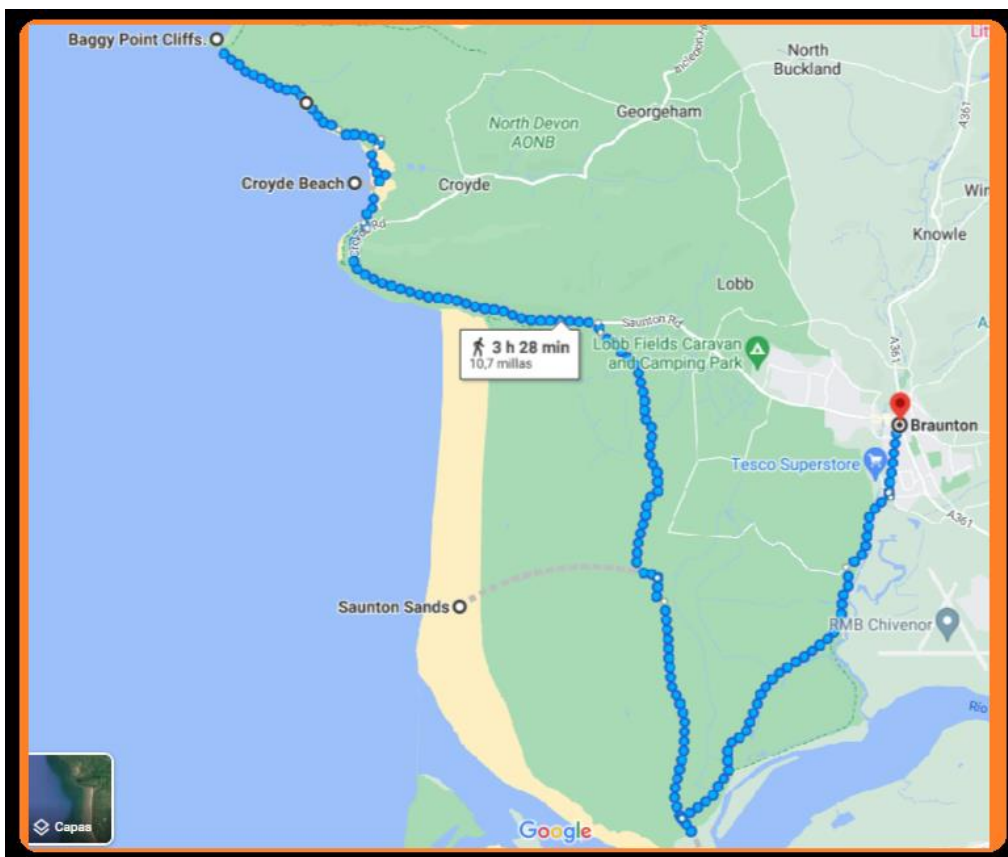 Baggy Point Cliffs.
North
Buckland
A361
Georgeham
North Devon
AONB
Croyde Beach
Croyde
Knowle
Lobb
Saunton Rd
3 h 28 min
10,7 millas
Lobb Fields Caravan
and Camping Park
A361
Braunton
Tesco Superstore
A361
Saunton Sands
RMB Chivenor
Río
Capas
Google